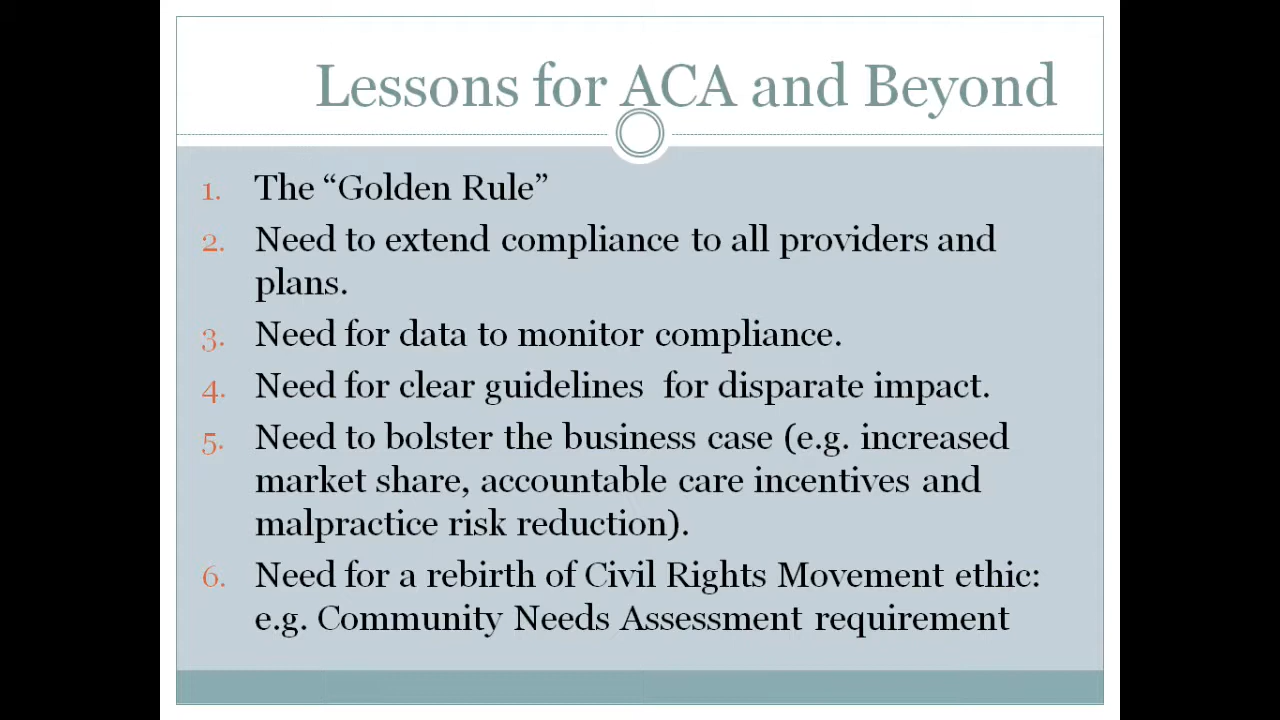 Lessons for ACA and Beyond
1. The “Golden Rule”
2. Need to extend compliance to all providers and
plans.
3. Need for data to monitor compliance.
4. Need for clear guidelines  for disparate impact.
5. Need to bolster the business case (e.g. increased
market share, accountable care incentives and
malpractice risk reduction).
6. Need for a rebirth of Civil Rights Movement ethic:
e.g. Community Needs Assessment requirement